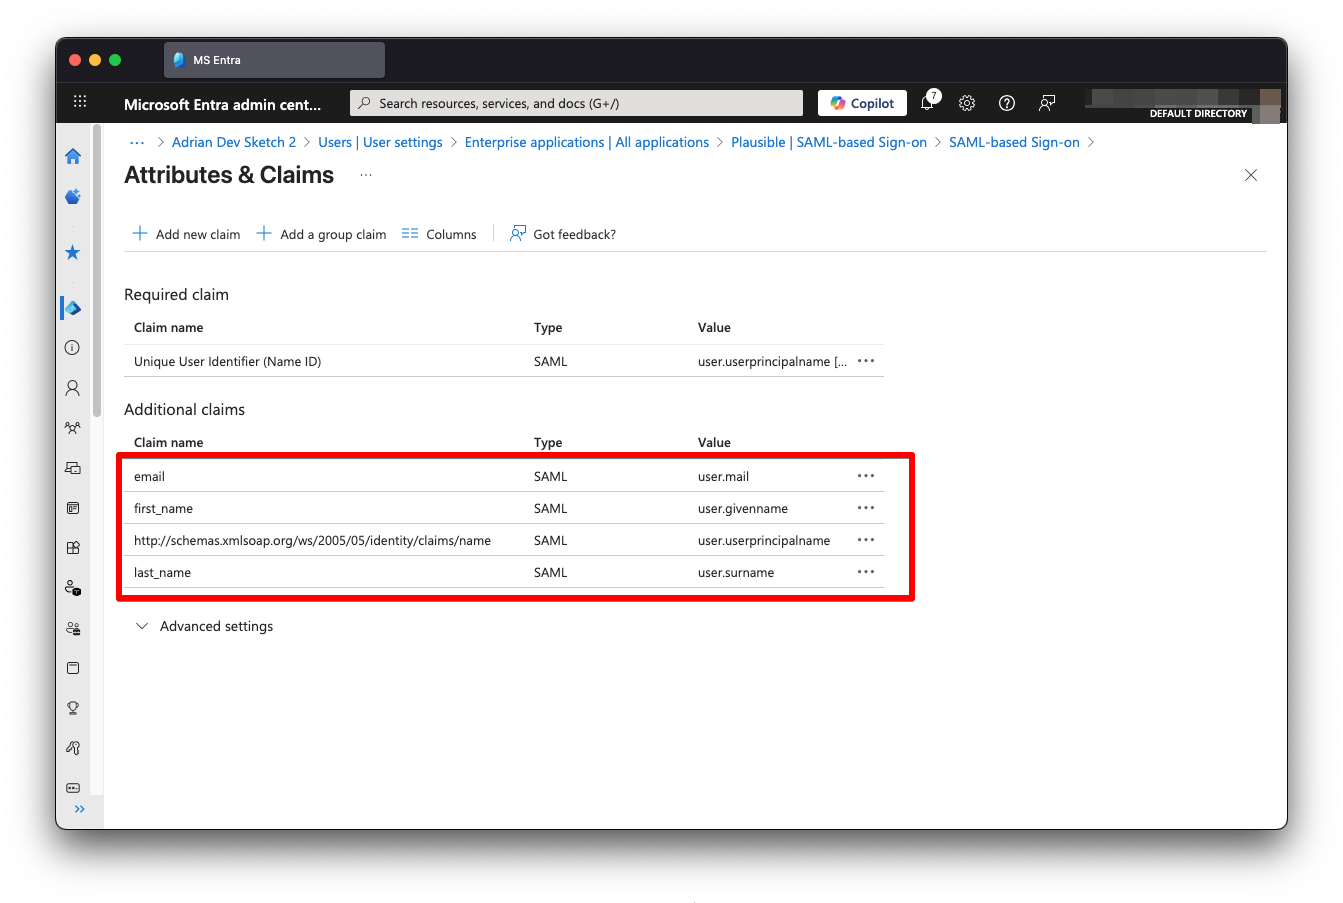 MS Entra
Microsoft Entra admin cent...
Search resources, services, and docs (G+/)
Copilot
7
DEFAULT DIRECTORY
... > Adrian Dev Sketch 2 > Users | User settings > Enterprise applications | All applications > Plausible | SAML-based Sign-on > SAML-based Sign-on >
Attributes & Claims ...
Add new claim Add a group claim Columns Got feedback?
Required claim
Claim name Type Value
Unique User Identifier (Name ID) SAML user.userprincipalname [... ...
Additional claims
Claim name Type Value
email SAML user.mail ...
first_name SAML user.givenname ...
http://schemas.xmlsoap.org/ws/2005/05/identity/claims/name SAML user.userprincipalname ...
last_name SAML user.surname ...
Advanced settings